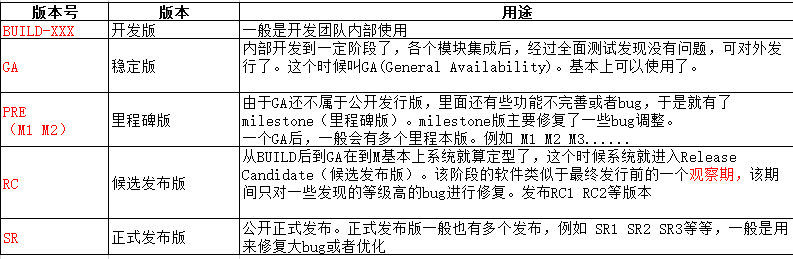 版本号 版本 用途
BUILD-XXX 开发版 一般是开发团队内部使用
GA 稳定版 内部开发到一定阶段了，各个模块集成后，经过全面测试发现没有问题，可对外发
行了。这个时候叫GA(General Availability)。基本上可以使用了。
PRE
（M1 M2） 里程碑版 由于GA还不属于公开发行版，里面还有些功能不完善或者bug，于是就有了
milestone（里程碑版）。milestone版主要修复了一些bug调整。
一个GA后，一般会有多个里程本版。例如 M1 M2 M3......
RC 候选发布版 从BUILD后到GA在到M基本上系统就算定型了，这个时候系统就进入Release
Candidate（候选发布版）。该阶段的软件类似于最终发行前的一个观察期，该期
间只对一些发现的等级高的bug进行修复。发布RC1 RC2等版本
SR 正式发布版 公开正式发布。正式发布版一般也有多个发布，例如 SR1 SR2 SR3等等，一般是用
来修复大bug或者优化